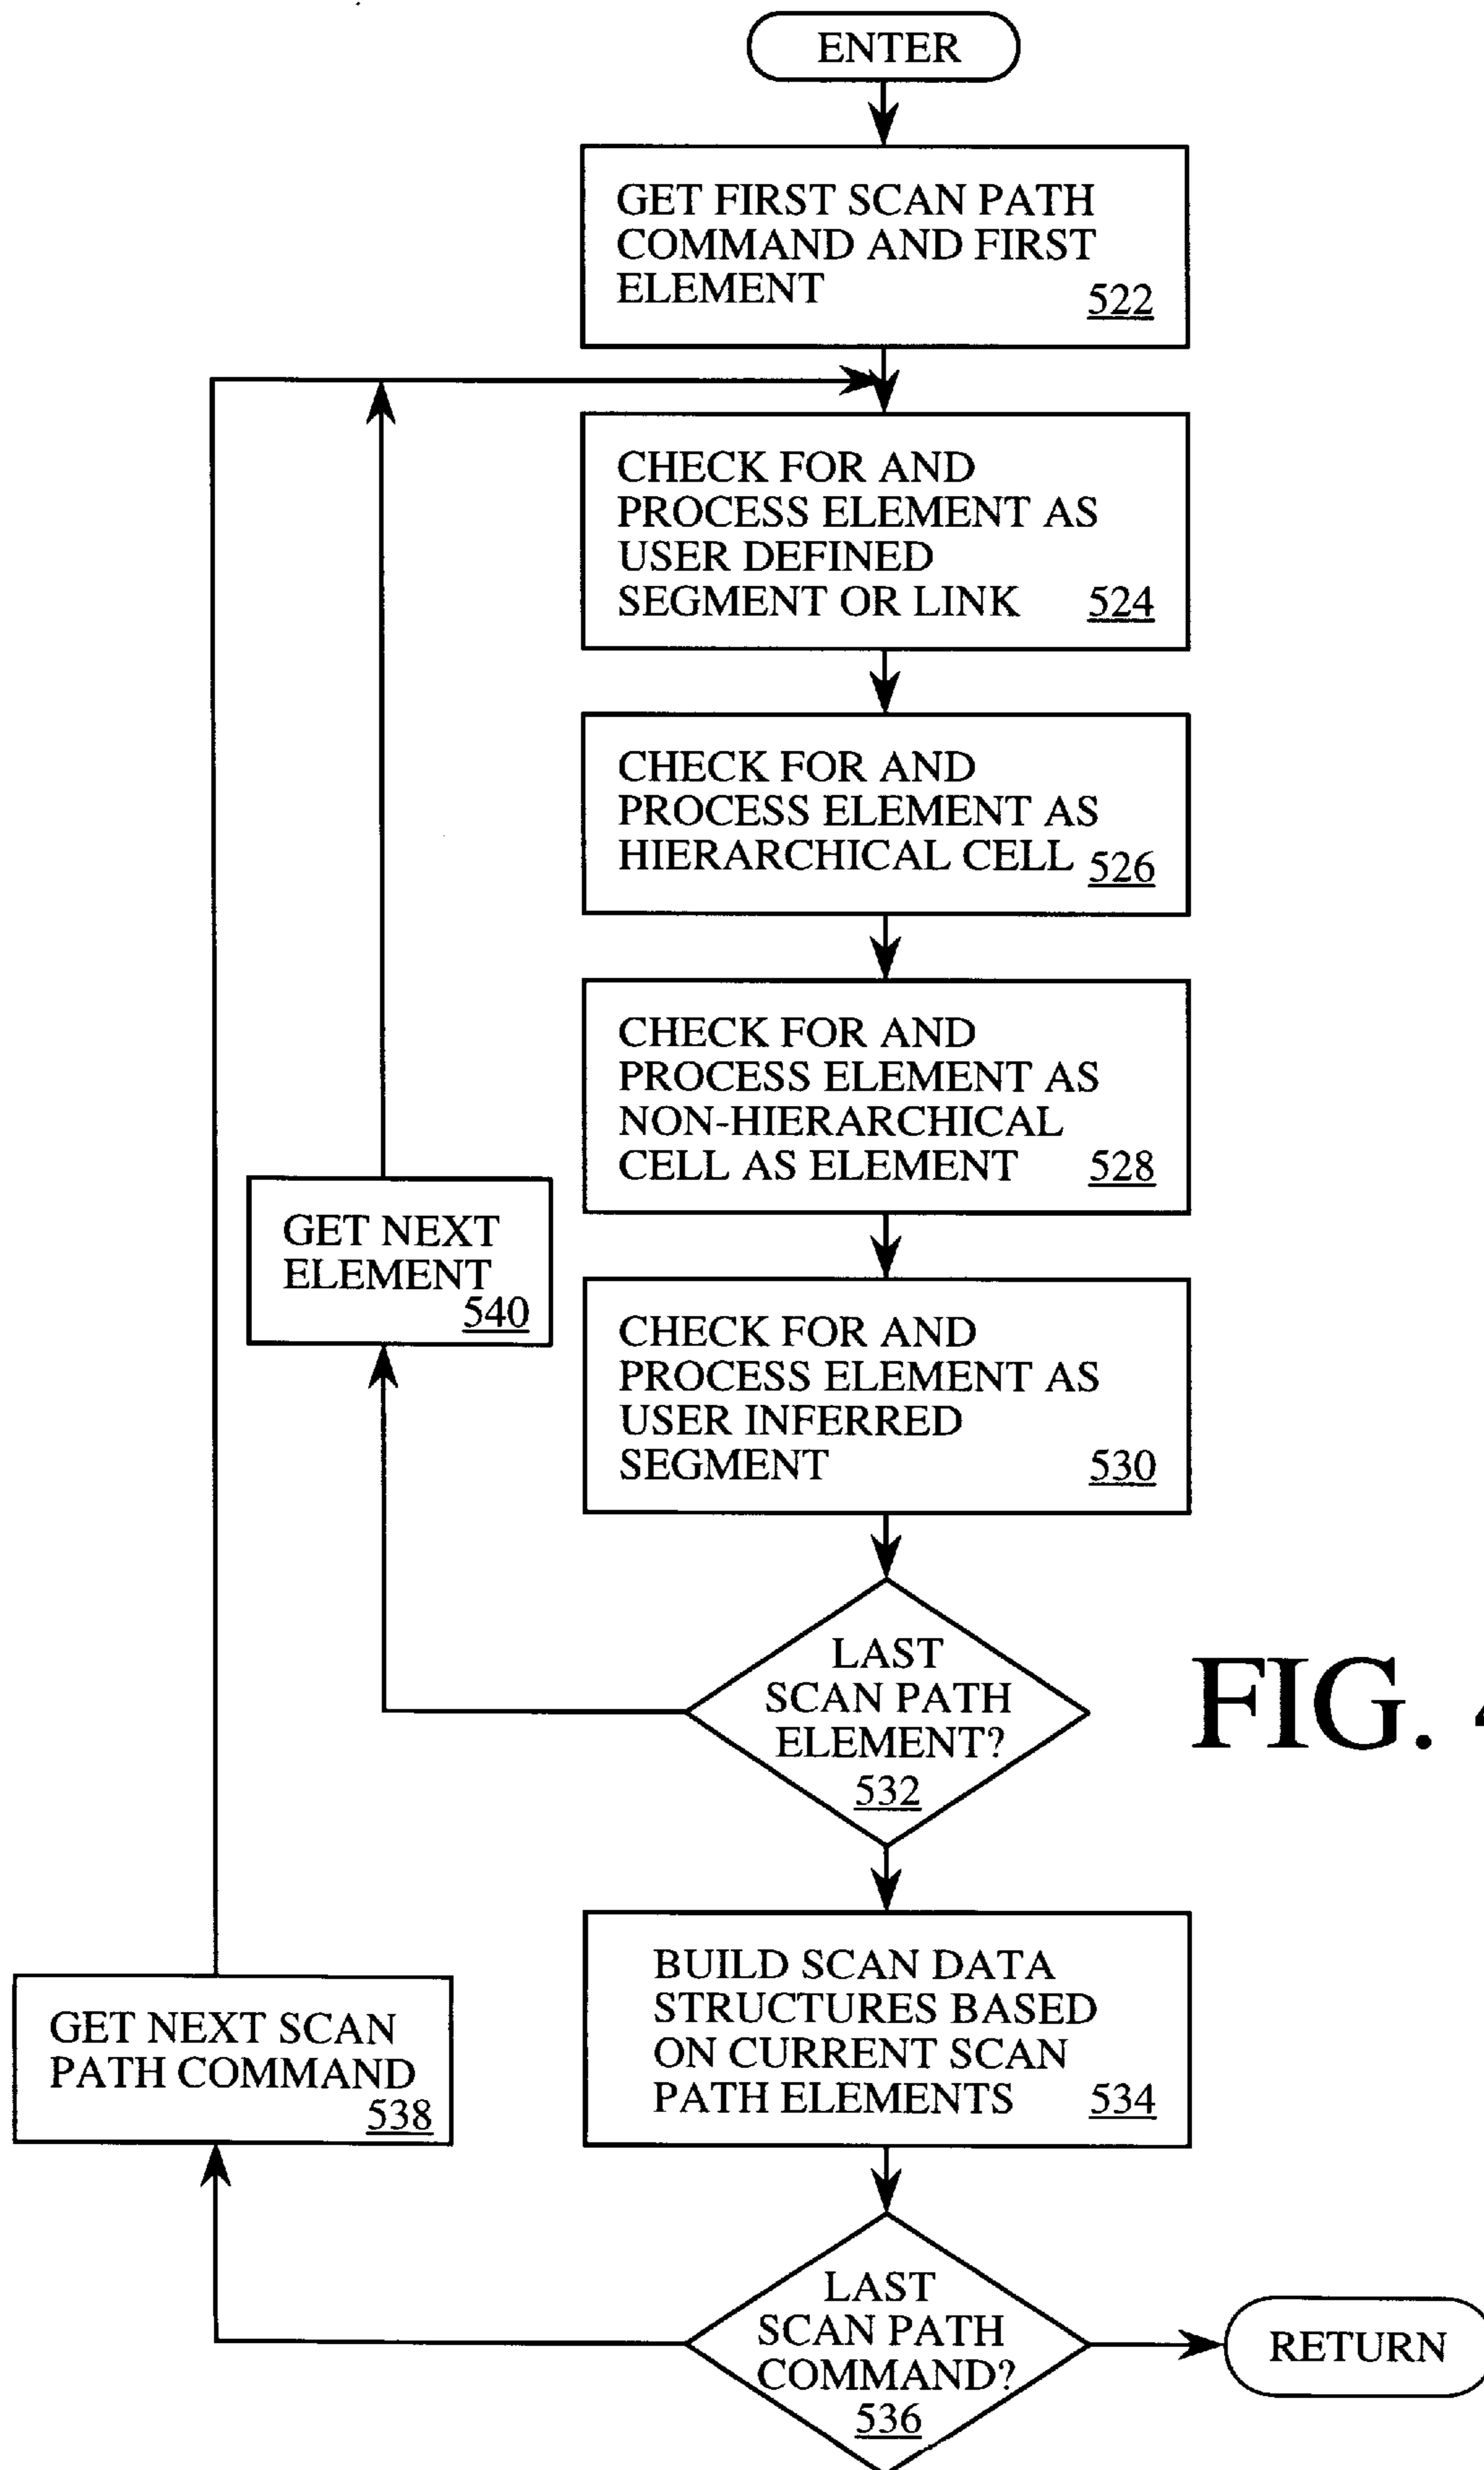 ENTER
GET FIRST SCAN PATH
COMMAND AND FIRST
ELEMENT
522
CHECK FOR AND
PROCESS ELEMENT AS
USER DEFINED
SEGMENT OR LINK 524
CHECK FOR AND
PROCESS ELEMENT AS
HIERARCHICAL CELL 526
CHECK FOR AND
PROCESS ELEMENT AS
NON-HIERARCHICAL
CELL AS ELEMENT 528
GET NEXT
ELEMENT
540
CHECK FOR AND
PROCESS ELEMENT AS
USER INFERRED
SEGMENT 530
LAST
SCAN PATH
ELEMENT?
532
FIG.
BUILD SCAN DATA
STRUCTURES BASED
ON CURRENT SCAN
PATH ELEMENTS 534
GET NEXT SCAN
PATH COMMAND
538
LAST
SCAN PATH
COMMAND?
536
RETURN